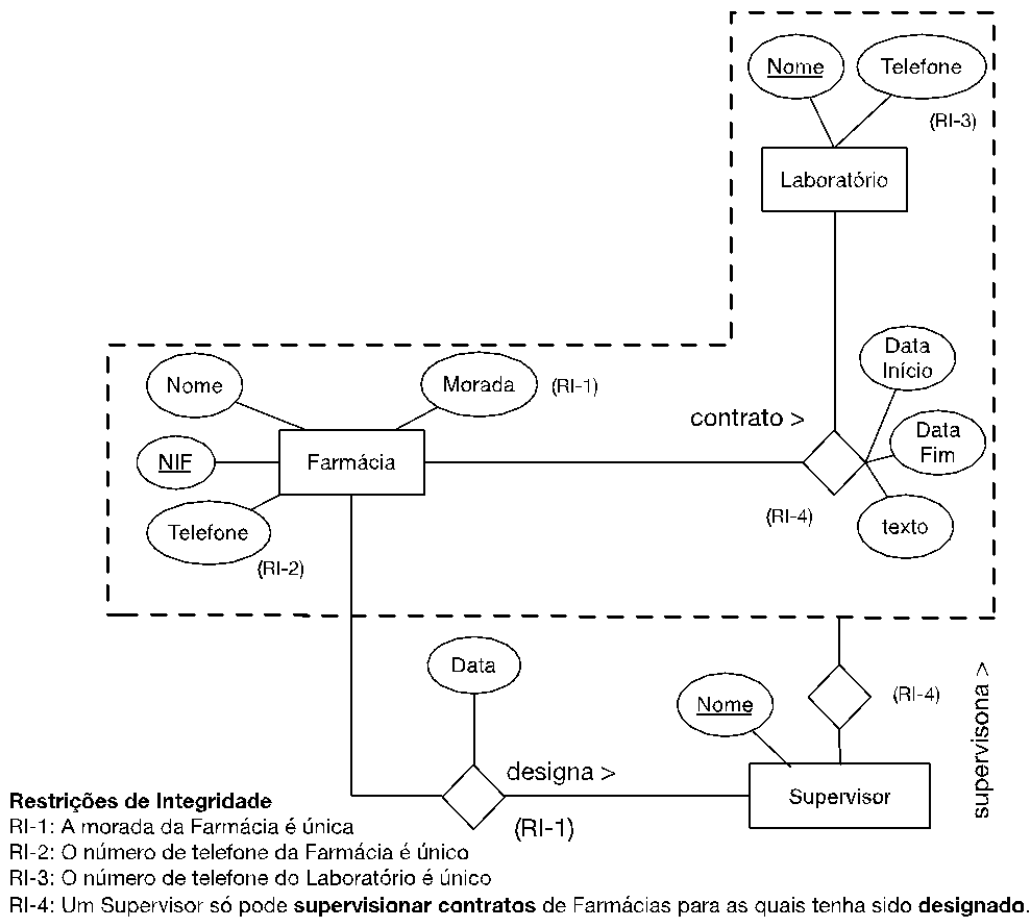 Nome
Telefone
(RI-3)
Laboratório
Nome
Morada
(RI-1)
Data
Início
contrato >
NIF
Farmácia
Data
Fim
Telefone
(RI-2)
(RI-4)
texto
Data
Nome
(RI-4)
supervisona >
designa >
Supervisor
(RI-1)
Restrições de Integridade
RI-1: A morada da Farmácia é única
RI-2: O número de telefone da Farmácia é único
RI-3: O número de telefone do Laboratório é único
RI-4: Um Supervisor só pode supervisionar contratos de Farmácias para as quais tenha sido designado